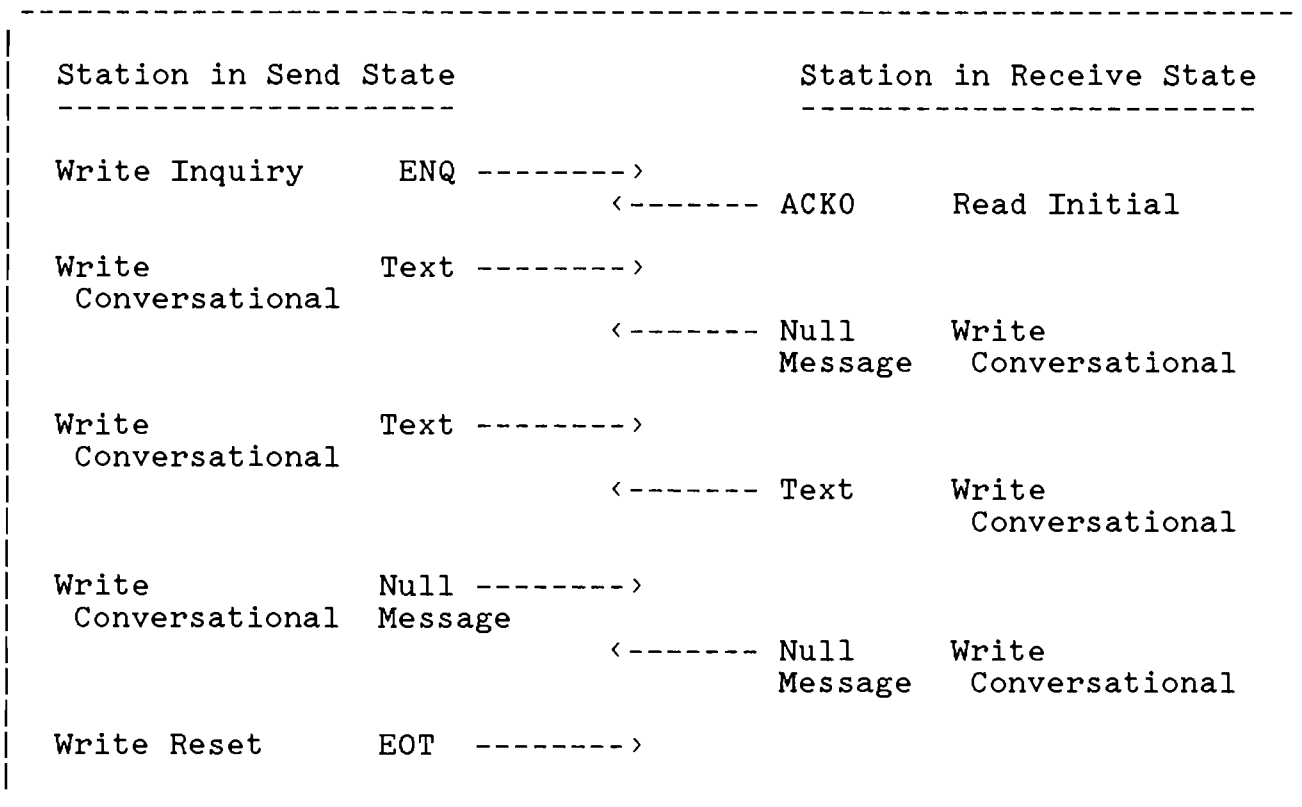 Station in Send State Station in Receive State
--------------------- ------------------------
Write Inquiry ENQ -------->
<------- ACK0 Read Initial
Write Text -------->
Conversational
<------- Null Write
Message Conversational
Write Text -------->
Conversational
<------- Text Write
Conversational
Write Null -------->
Conversational Message
<------- Null Write
Message Conversational
Write Reset EOT -------->